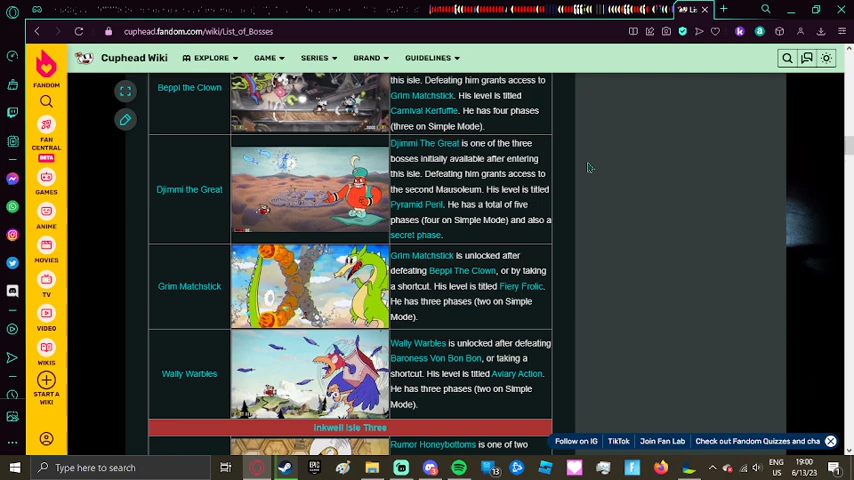 Li
cuphead.fandom.com/wiki/List_of_Bosses
FANDOM
Cuphead Wiki
EXPLORE
GAME
SERIES
BRAND
GUIDELINES
FAN CENTRAL
BETA
GAMES
ANIME
MOVIES
TV
VIDEO
WIKIS
START A WIKI
Beppi the Clown
this isle. Defeating him grants access to
Grim Matchstick. His level is titled
Carnival Kerfuffle. He has four phases
(three on Simple Mode).
Djimmi the Great
Djimmi The Great is one of the three
bosses initially available after entering
this isle. Defeating him grants access to
the second Mausoleum. His level is titled
Pyramid Peril. He has a total of five
phases (four on Simple Mode) and also a
secret phase.
Grim Matchstick
Grim Matchstick is unlocked after
defeating Beppi The Clown, or by taking
a shortcut. His level is titled Fiery Frolic.
He has three phases (two on Simple
Mode).
Wally Warbles
Wally Warbles is unlocked after defeating
Baroness Von Bon Bon, or taking a
shortcut. His level is titled Aviary Action.
He has three phases (two on Simple
Mode).
Inkwell Isle Three
Rumor Honeybottoms is one of two
Follow on IG
TikTok
Join Fan Lab
Check out Fandom Quizzes and cha
Type here to search
EPIC GAMES
13
ENG
US
19:00
6/13/23
1